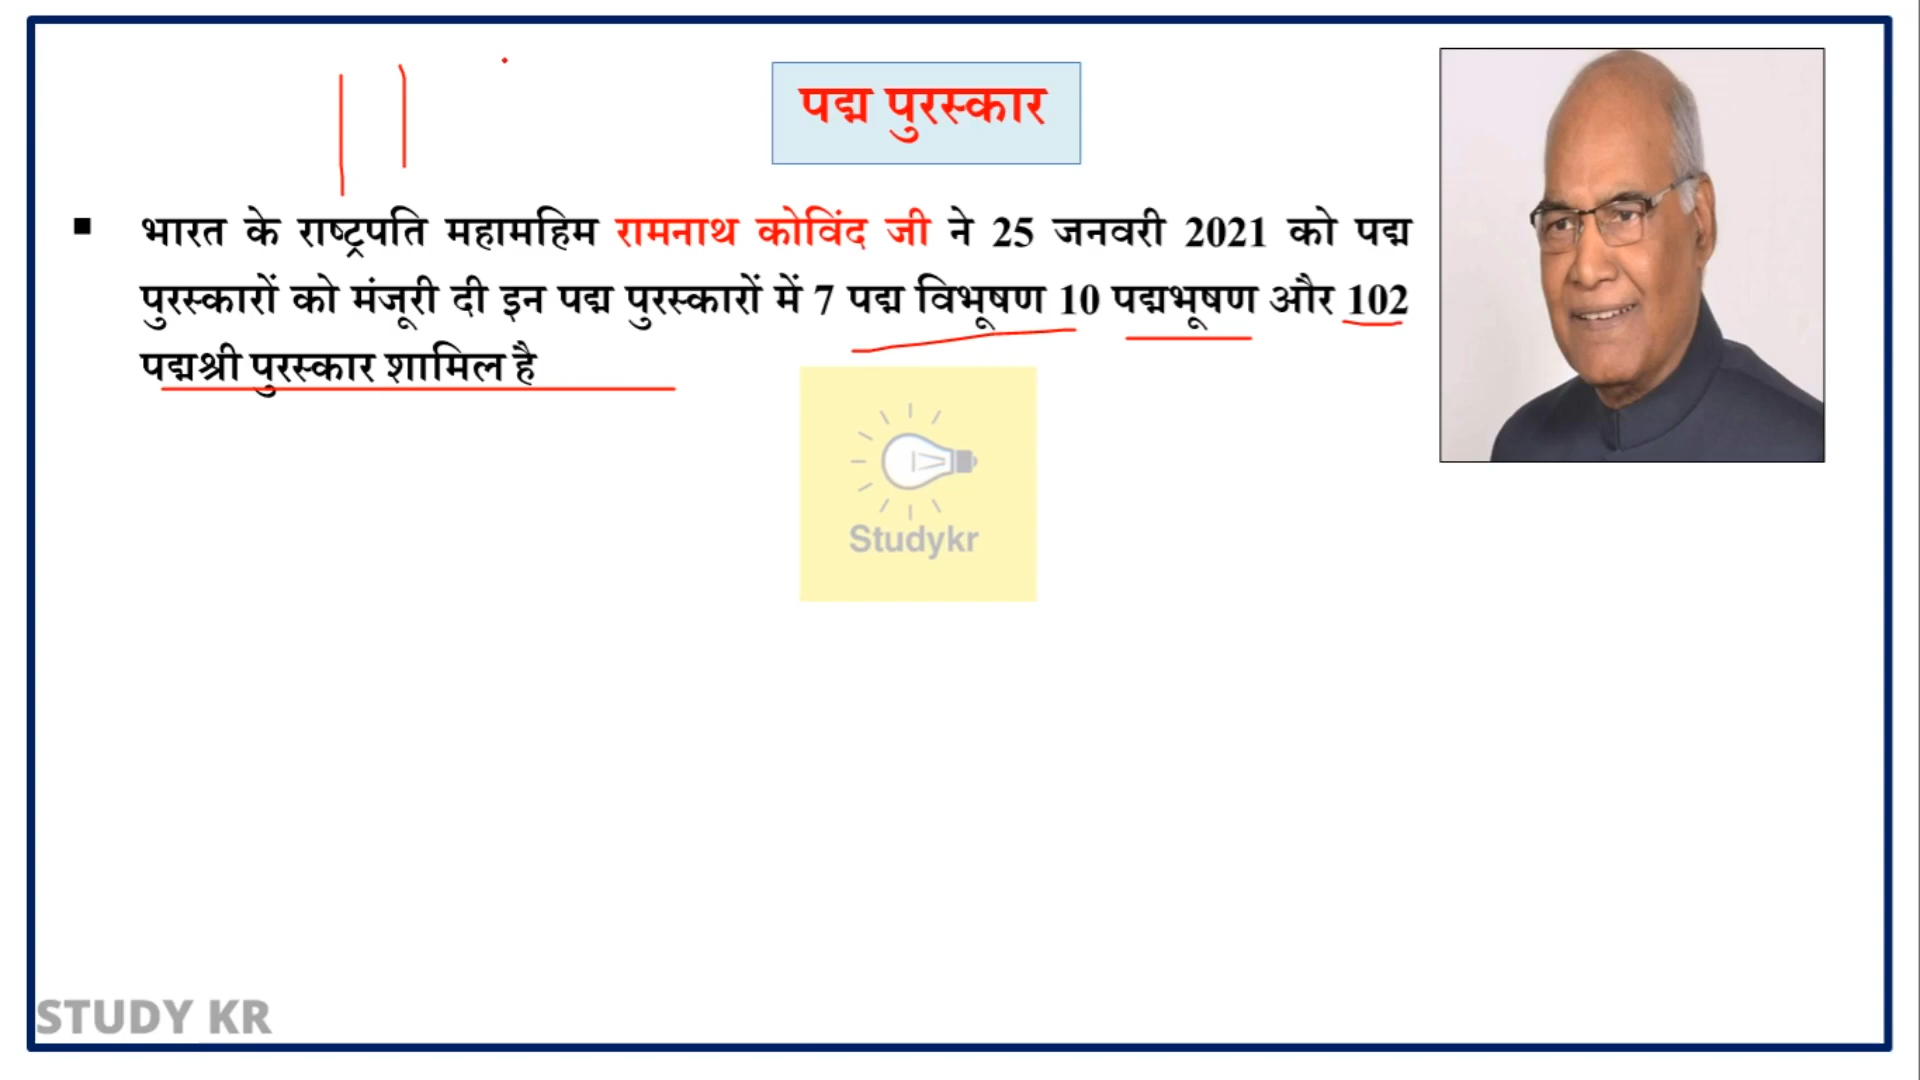 पद्म पुरस्कार
▪ भारत के राष्ट्रपति महामहिम रामनाथ कोविंद जी ने 25 जनवरी 2021 को पद्म
पुरस्कारों को मंजूरी दी इन पद्म पुरस्कारों में 7 पद्म विभूषण 10 पद्मभूषण और 102
पद्मश्री पुरस्कार शामिल है
Studykr
STUDY KR